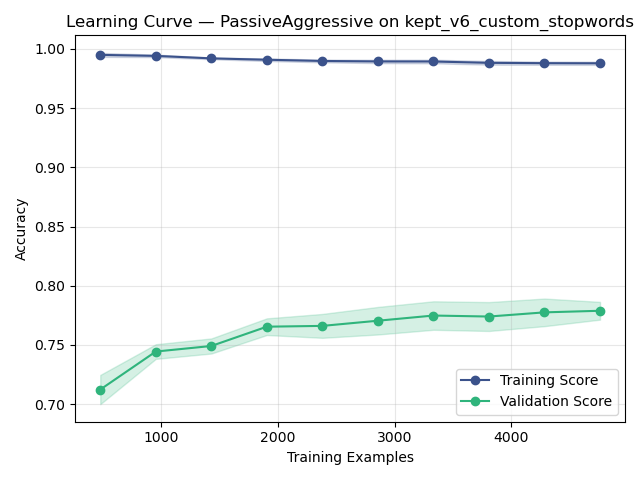 Learning Curve — PassiveAggressive on kept_v6_custom_stopwords
1.00
0.95
0.90
0.85
0.80
0.75
0.70
Accuracy
Training Score
Validation Score
1000
2000
3000
4000
Training Examples